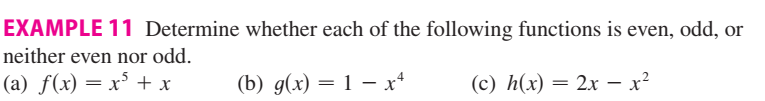 EXAMPLE 11 Determine whether each of the following functions is even, odd, or
neither even nor odd.
(a) f(x) = x⁵ + x (b) g(x) = 1 − x⁴ (c) h(x) = 2x − x²